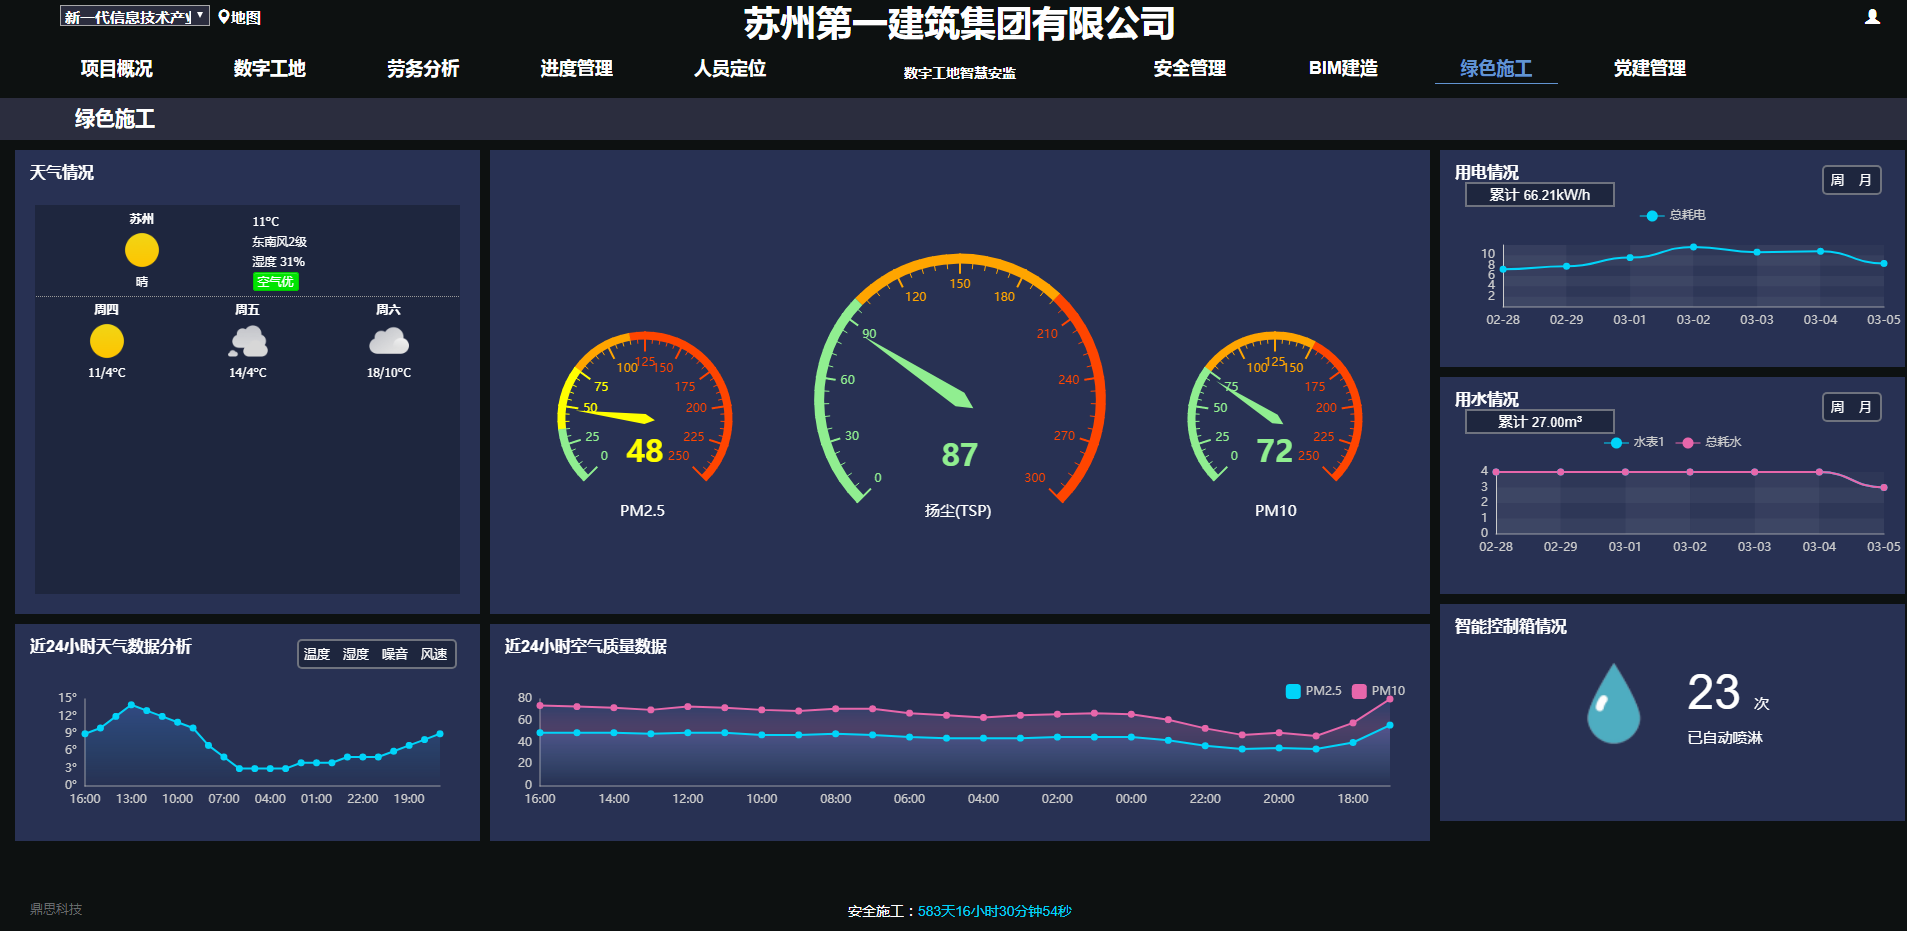 新一代信息技术产业 地图
苏州第一建筑集团有限公司
项目概况 数字工地 劳务分析 进度管理 人员定位 数字工地智慧安监 安全管理 BIM建造 绿色施工 党建管理
绿色施工
天气情况
苏州
晴
11°C
东南风2级
湿度 31%
空气优
周四 周五 周六
11/4°C 14/4°C 18/10°C
0 25 50 75 100 125 150 175 200 225 250
48
PM2.5
0 30 60 90 120 150 180 210 240 270 300
87
扬尘(TSP)
0 25 50 75 100 125 150 175 200 225 250
72
PM10
用电情况
周 月
累计 66.21kW/h
总耗电
10
8
6
4
2
02-28 02-29 03-01 03-02 03-03 03-04 03-05
用水情况
周 月
累计 27.00m³
水表1 总耗水
4
3
2
1
0
02-28 02-29 03-01 03-02 03-03 03-04 03-05
近24小时天气数据分析
温度 湿度 噪音 风速
15°
12°
9°
6°
3°
0°
16:00 13:00 10:00 07:00 04:00 01:00 22:00 19:00
近24小时空气质量数据
PM2.5 PM10
80
60
40
20
0
16:00 14:00 12:00 10:00 08:00 06:00 04:00 02:00 00:00 22:00 20:00 18:00
智能控制箱情况
23 次
已自动喷淋
鼎思科技
安全施工：583天16小时30分钟54秒